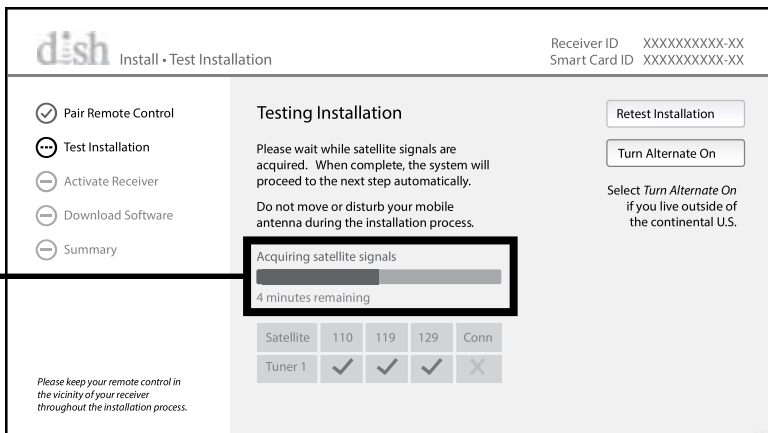 dish Install • Test Installation
Receiver ID XXXXXXXXXX-XX
Smart Card ID XXXXXXXXXX-XX
Pair Remote Control
Test Installation
Activate Receiver
Download Software
Summary
Please keep your remote control in
the vicinity of your receiver
throughout the installation process.
Testing Installation
Please wait while satellite signals are
acquired. When complete, the system will
proceed to the next step automatically.
Do not move or disturb your mobile
antenna during the installation process.
Acquiring satellite signals
4 minutes remaining
Satellite 110 119 129 Conn
Tuner 1 ✓ ✓ ✓ X
Retest Installation
Turn Alternate On
Select Turn Alternate On
if you live outside of
the continental U.S.